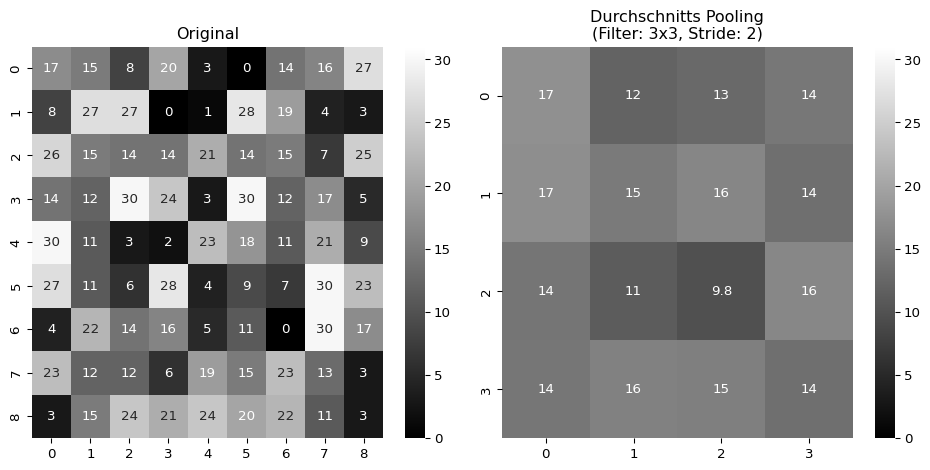 Original
0 17 15 8 20 3 0 14 16 27
1 8 27 27 0 1 28 19 4 3
2 26 15 14 14 21 14 15 7 25
3 14 12 30 24 3 30 12 17 5
4 30 11 3 2 23 18 11 21 9
5 27 11 6 28 4 9 7 30 23
6 4 22 14 16 5 11 0 30 17
7 23 12 12 6 19 15 23 13 3
8 3 15 24 21 24 20 22 11 3
0 1 2 3 4 5 6 7 8
30
25
20
15
10
5
0
Durchschnitts Pooling
(Filter: 3x3, Stride: 2)
0 17 12 13 14
1 17 15 16 14
2 14 11 9.8 16
3 14 16 15 14
0 1 2 3
30
25
20
15
10
5
0